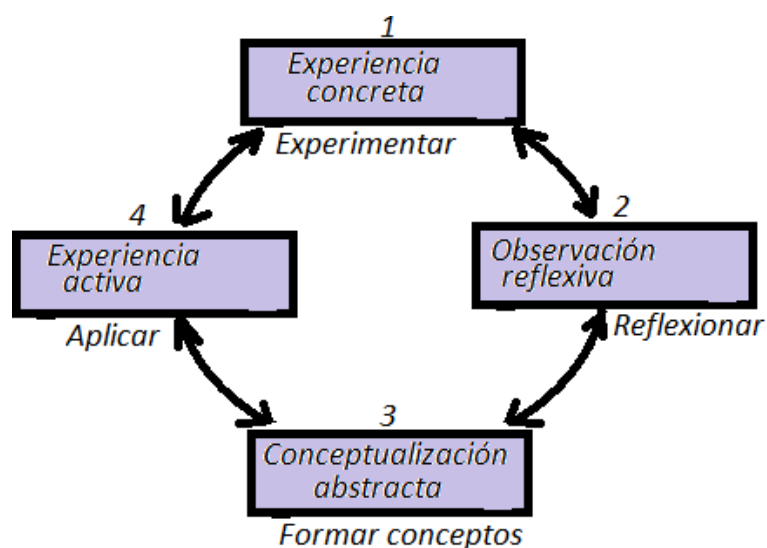 1
Experiencia
concreta
Experimentar
2
Observación
reflexiva
Reflexionar
3
Conceptualización
abstracta
Formar conceptos
4
Experiencia
activa
Aplicar